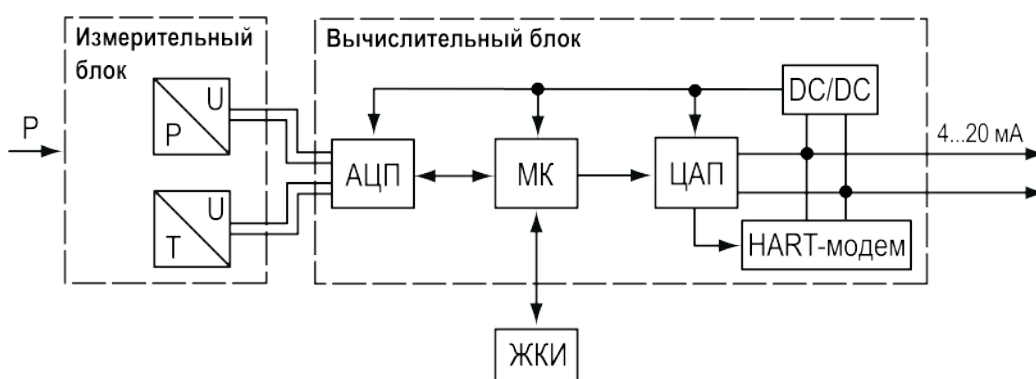 Измерительный
блок
Вычислительный блок
DC/DC
P
U
P
4...20 мА
АЦП
МК
ЦАП
U
T
HART-модем
ЖКИ